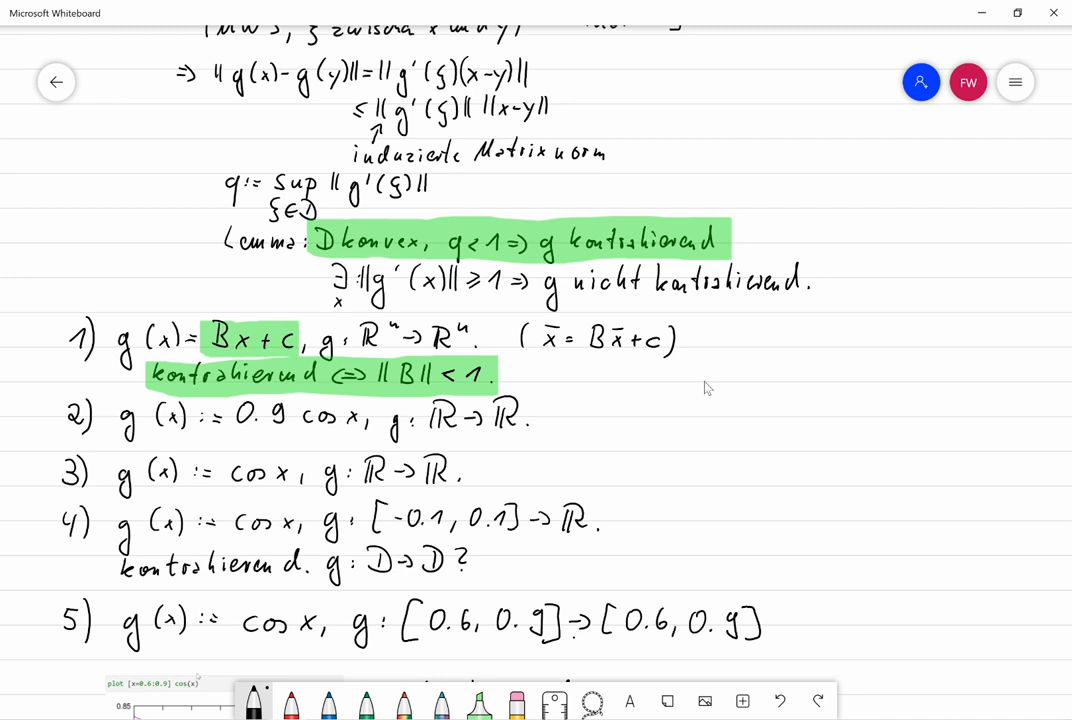 Microsoft Whiteboard
FW
=> ||g(x)-g(y)|| = ||g'(ξ)(x-y)||
≤ ||g'(ξ)|| ||x-y||
↑
induzierte Matrixnorm
q := sup ||g'(ξ)||
ξ∈D
Lemma: D konvex, q<1 => g kontrahierend
∃ : ||g'(x)|| ≥ 1 => g nicht kontrahierend.
x
1) g(x) = Bx+c, g: ℝⁿ → ℝⁿ. (x̄ = Bx̄+c)
kontrahierend <=> ||B|| < 1.
2) g(x) := 0.9 cos x, g: ℝ → ℝ.
3) g(x) := cos x, g: ℝ → ℝ.
4) g(x) := cos x, g: [-0.1, 0.1] → ℝ.
kontrahierend. g: D → D?
5) g(x) := cos x, g: [0.6, 0.9] → [0.6, 0.9]
plot [x=0.6:0.9] cos(x)
0.85
A